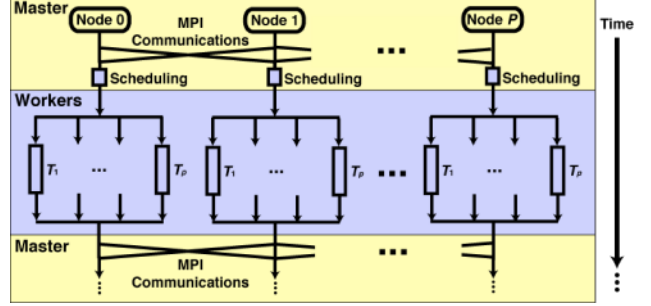 Master
Node 0
MPI
Communications
Node 1
...
Node P
Time
Scheduling
Scheduling
Scheduling
Workers
T1
...
Tp
T1
...
Tp
...
T1
...
Tp
Master
MPI
Communications
...